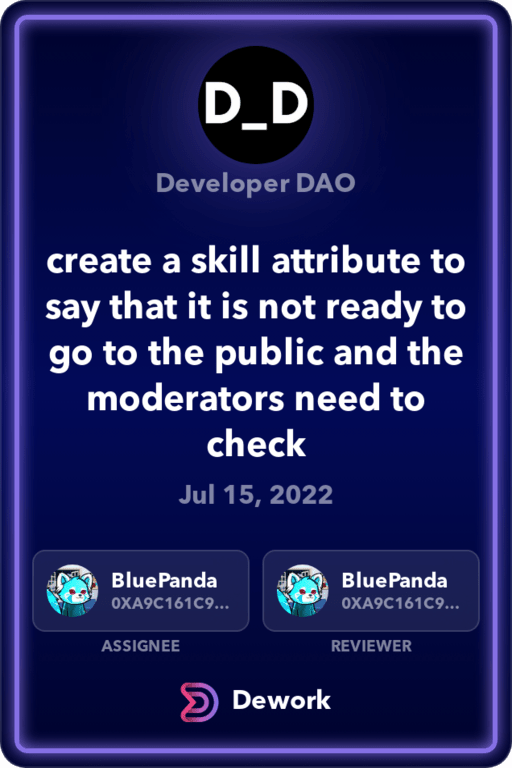 D_D
Developer DAO
create a skill attribute to
say that it is not ready to
go to the public and the
moderators need to
check
Jul 15, 2022
BluePanda
0XA9C161C9...
BluePanda
0XA9C161C9...
ASSIGNEE
REVIEWER
Dework